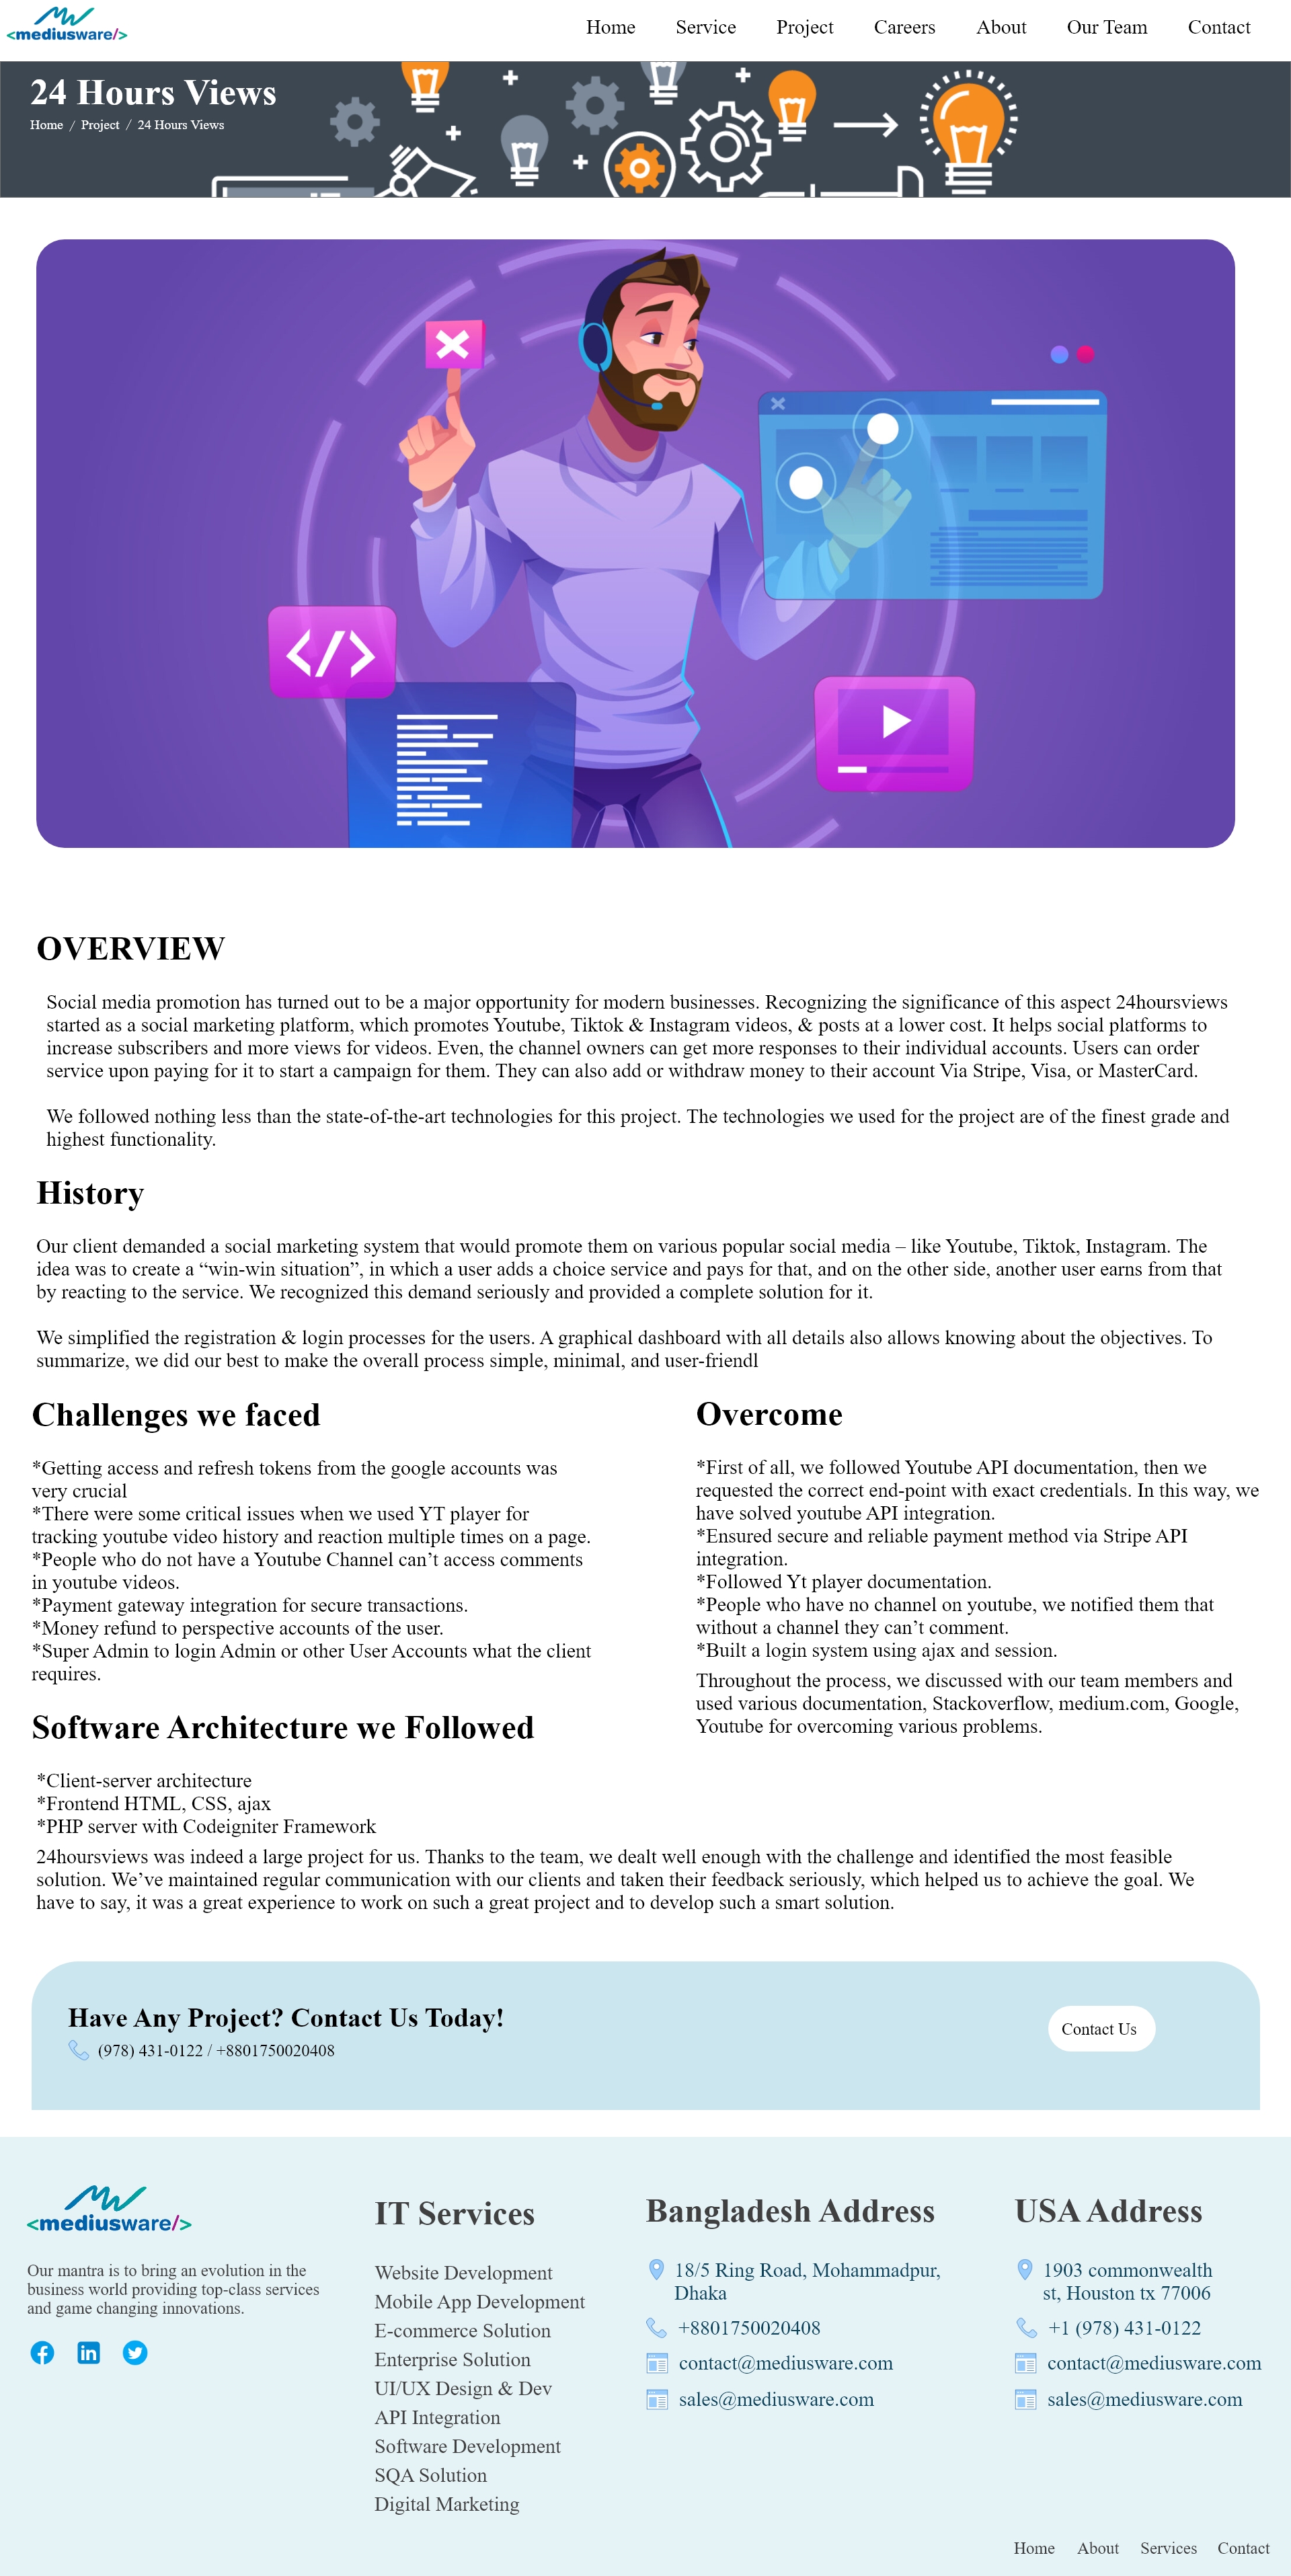 <mediusware/>
Home Service Project Careers About Our Team Contact
24 Hours Views
Home / Project / 24 Hours Views
OVERVIEW
Social media promotion has turned out to be a major opportunity for modern businesses. Recognizing the significance of this aspect 24hoursviews
started as a social marketing platform, which promotes Youtube, Tiktok & Instagram videos, & posts at a lower cost. It helps social platforms to
increase subscribers and more views for videos. Even, the channel owners can get more responses to their individual accounts. Users can order
service upon paying for it to start a campaign for them. They can also add or withdraw money to their account Via Stripe, Visa, or MasterCard.
We followed nothing less than the state-of-the-art technologies for this project. The technologies we used for the project are of the finest grade and
highest functionality.
History
Our client demanded a social marketing system that would promote them on various popular social media – like Youtube, Tiktok, Instagram. The
idea was to create a “win-win situation”, in which a user adds a choice service and pays for that, and on the other side, another user earns from that
by reacting to the service. We recognized this demand seriously and provided a complete solution for it.
We simplified the registration & login processes for the users. A graphical dashboard with all details also allows knowing about the objectives. To
summarize, we did our best to make the overall process simple, minimal, and user-friendl
Challenges we faced
*Getting access and refresh tokens from the google accounts was
very crucial
*There were some critical issues when we used YT player for
tracking youtube video history and reaction multiple times on a page.
*People who do not have a Youtube Channel can’t access comments
in youtube videos.
*Payment gateway integration for secure transactions.
*Money refund to perspective accounts of the user.
*Super Admin to login Admin or other User Accounts what the client
requires.
Overcome
*First of all, we followed Youtube API documentation, then we
requested the correct end-point with exact credentials. In this way, we
have solved youtube API integration.
*Ensured secure and reliable payment method via Stripe API
integration.
*Followed Yt player documentation.
*People who have no channel on youtube, we notified them that
without a channel they can’t comment.
*Built a login system using ajax and session.
Throughout the process, we discussed with our team members and
used various documentation, Stackoverflow, medium.com, Google,
Youtube for overcoming various problems.
Software Architecture we Followed
*Client-server architecture
*Frontend HTML, CSS, ajax
*PHP server with Codeigniter Framework
24hoursviews was indeed a large project for us. Thanks to the team, we dealt well enough with the challenge and identified the most feasible
solution. We’ve maintained regular communication with our clients and taken their feedback seriously, which helped us to achieve the goal. We
have to say, it was a great experience to work on such a great project and to develop such a smart solution.
Have Any Project? Contact Us Today!
(978) 431-0122 / +8801750020408
Contact Us
<mediusware/>
Our mantra is to bring an evolution in the
business world providing top-class services
and game changing innovations.
IT Services
Website Development
Mobile App Development
E-commerce Solution
Enterprise Solution
UI/UX Design & Dev
API Integration
Software Development
SQA Solution
Digital Marketing
Bangladesh Address
18/5 Ring Road, Mohammadpur,
Dhaka
+8801750020408
contact@mediusware.com
sales@mediusware.com
USA Address
1903 commonwealth
st, Houston tx 77006
+1 (978) 431-0122
contact@mediusware.com
sales@mediusware.com
Home About Services Contact